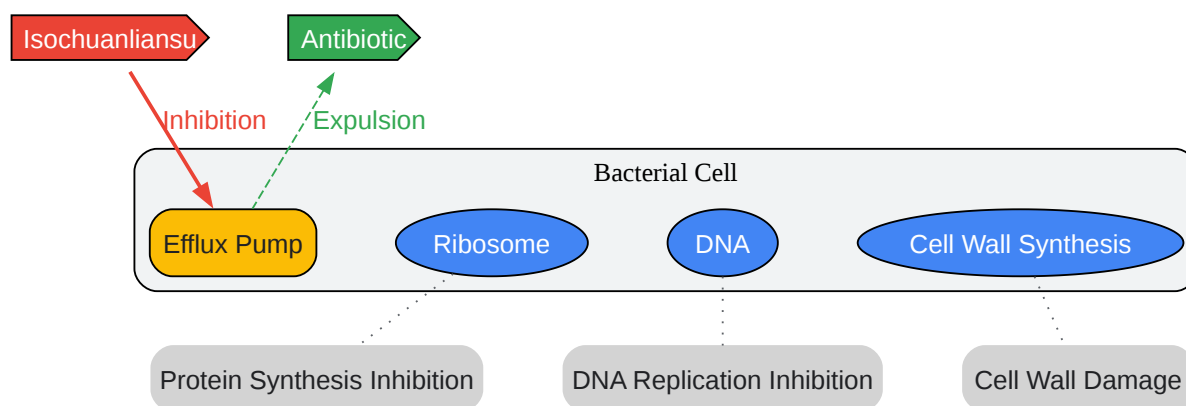 Isochuanliansu
Antibiotic
Inhibition
Expulsion
Bacterial Cell
Efflux Pump
Ribosome
DNA
Cell Wall Synthesis
Protein Synthesis Inhibition
DNA Replication Inhibition
Cell Wall Damage